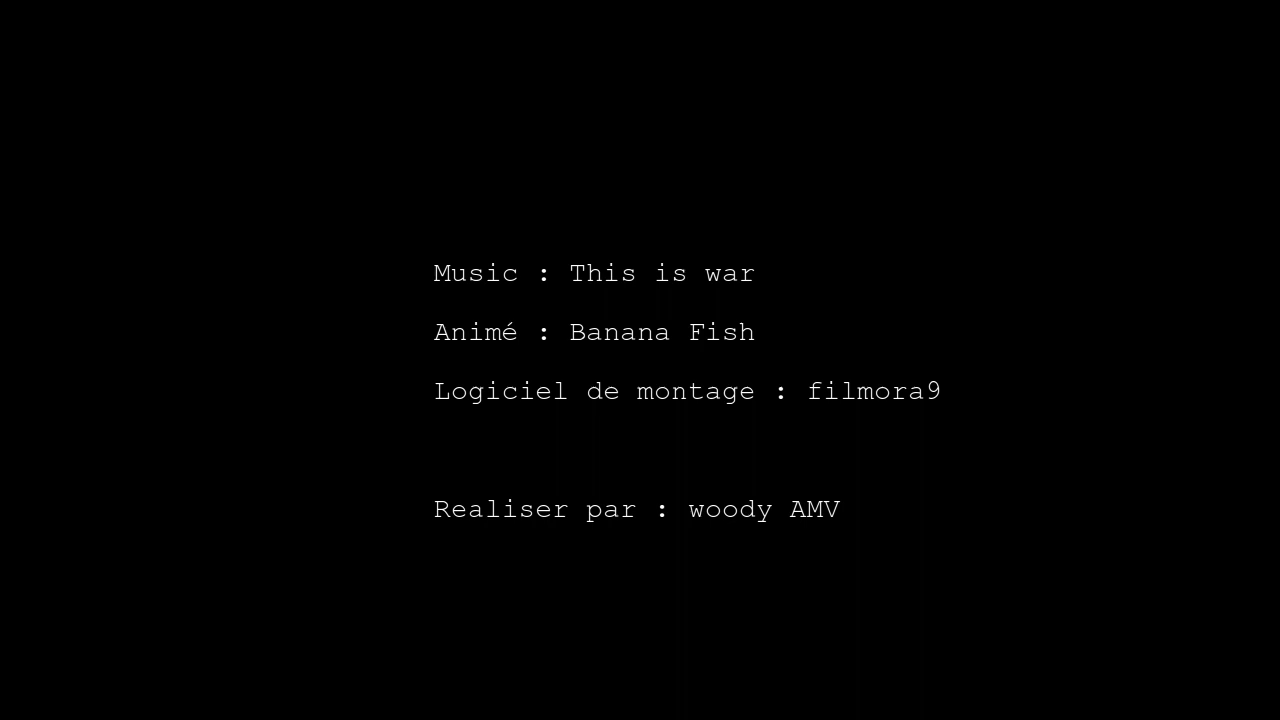 Music : This is war
Animé : Banana Fish
Logiciel de montage : filmora9
Realiser par : woody AMV